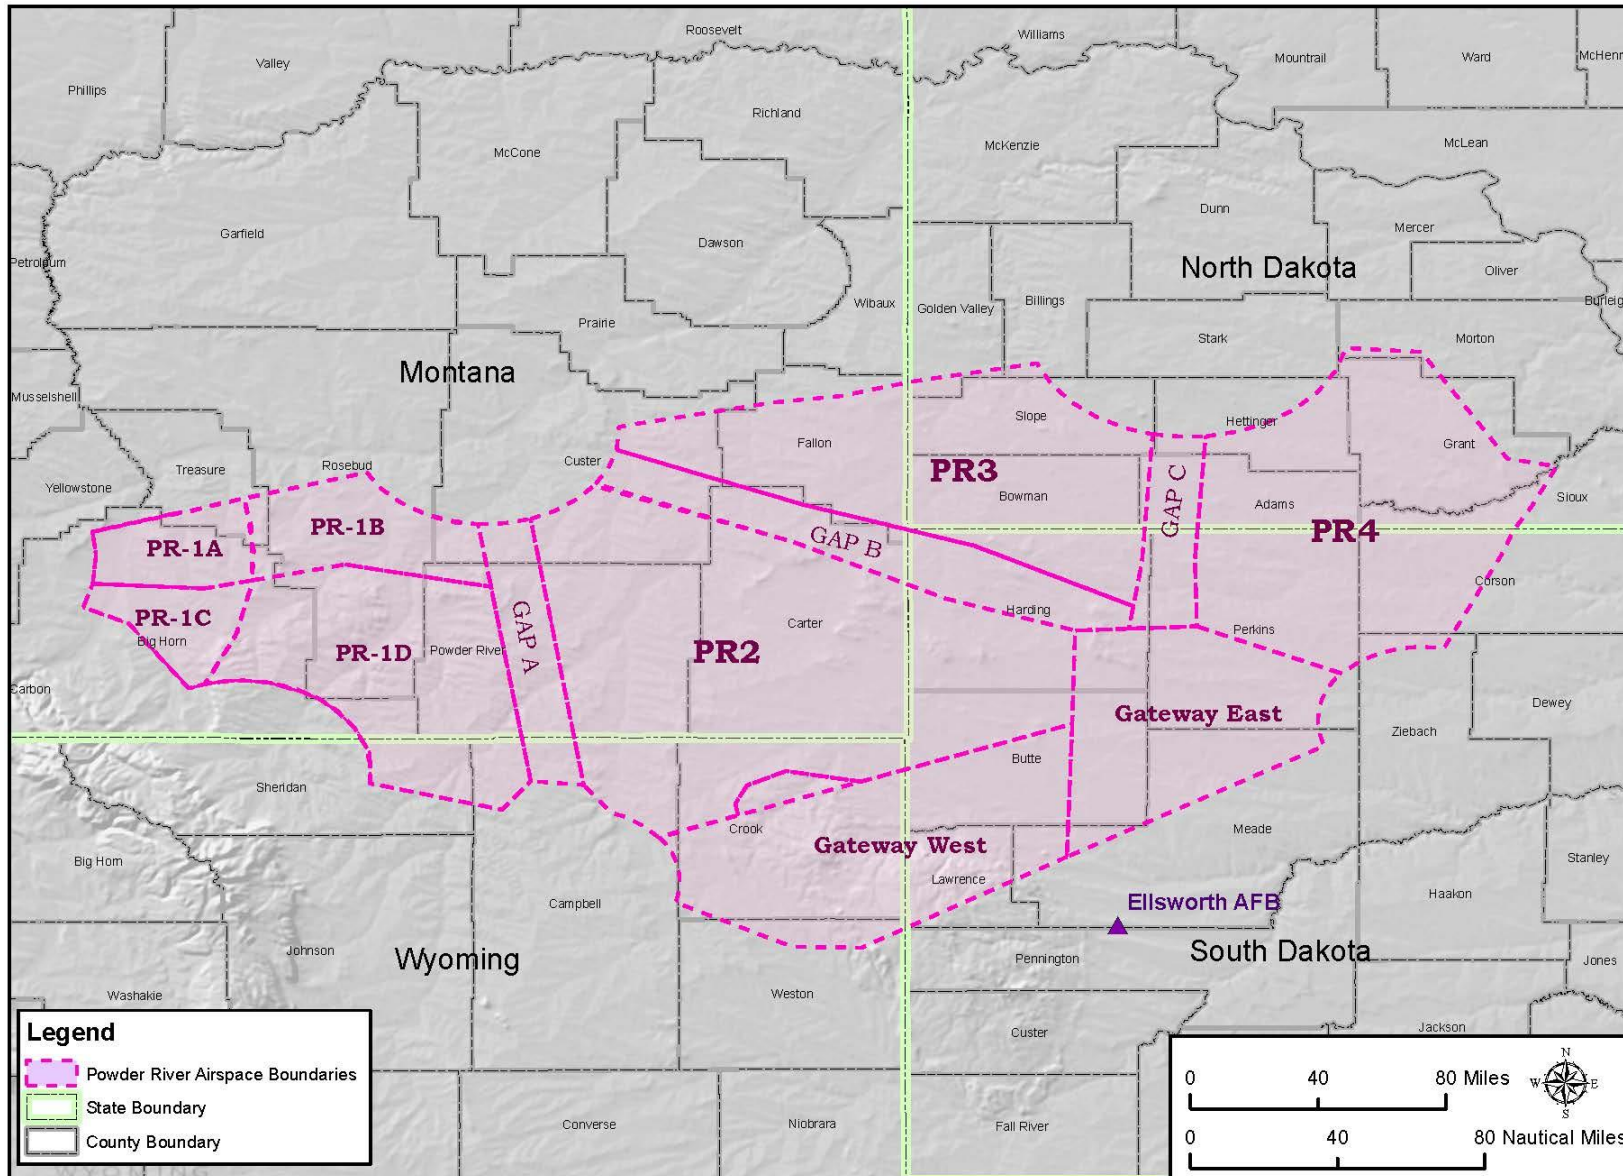 Roosevelt
Williams
Valley
Mountrail
Ward
McHenr
Phillips
Richland
McKenzie
McLean
McCone
Dunn
Garfield
Dawson
Mercer
Petroleum
North Dakota
Oliver
Wibaux
Golden Valley
Billings
Burleig
Prairie
Stark
Morton
Montana
Musselshell
Slope
Hettinger
Fallon
Grant
Treasure
Rosebud
Custer
PR3
Yellowstone
Bowman
GAP C
Adams
Sioux
PR-1B
PR4
PR-1A
GAP B
Corson
PR-1C
GAP A
Harding
Big Horn
Carter
Perkins
PR-1D
Powder River
PR2
Carbon
Dewey
Gateway East
Ziebach
Butte
Sheridan
Crook
Meade
Gateway West
Big Horn
Stanley
Lawrence
Haakon
Campbell
Ellsworth AFB
Johnson
Wyoming
South Dakota
Pennington
Jones
Washakie
Weston
Legend
Powder River Airspace Boundaries
State Boundary
County Boundary
Custer
Jackson
0 40 80 Miles
N
W E
S
Converse
Niobrara
Fall River
0 40 80 Nautical Miles
WYOMING